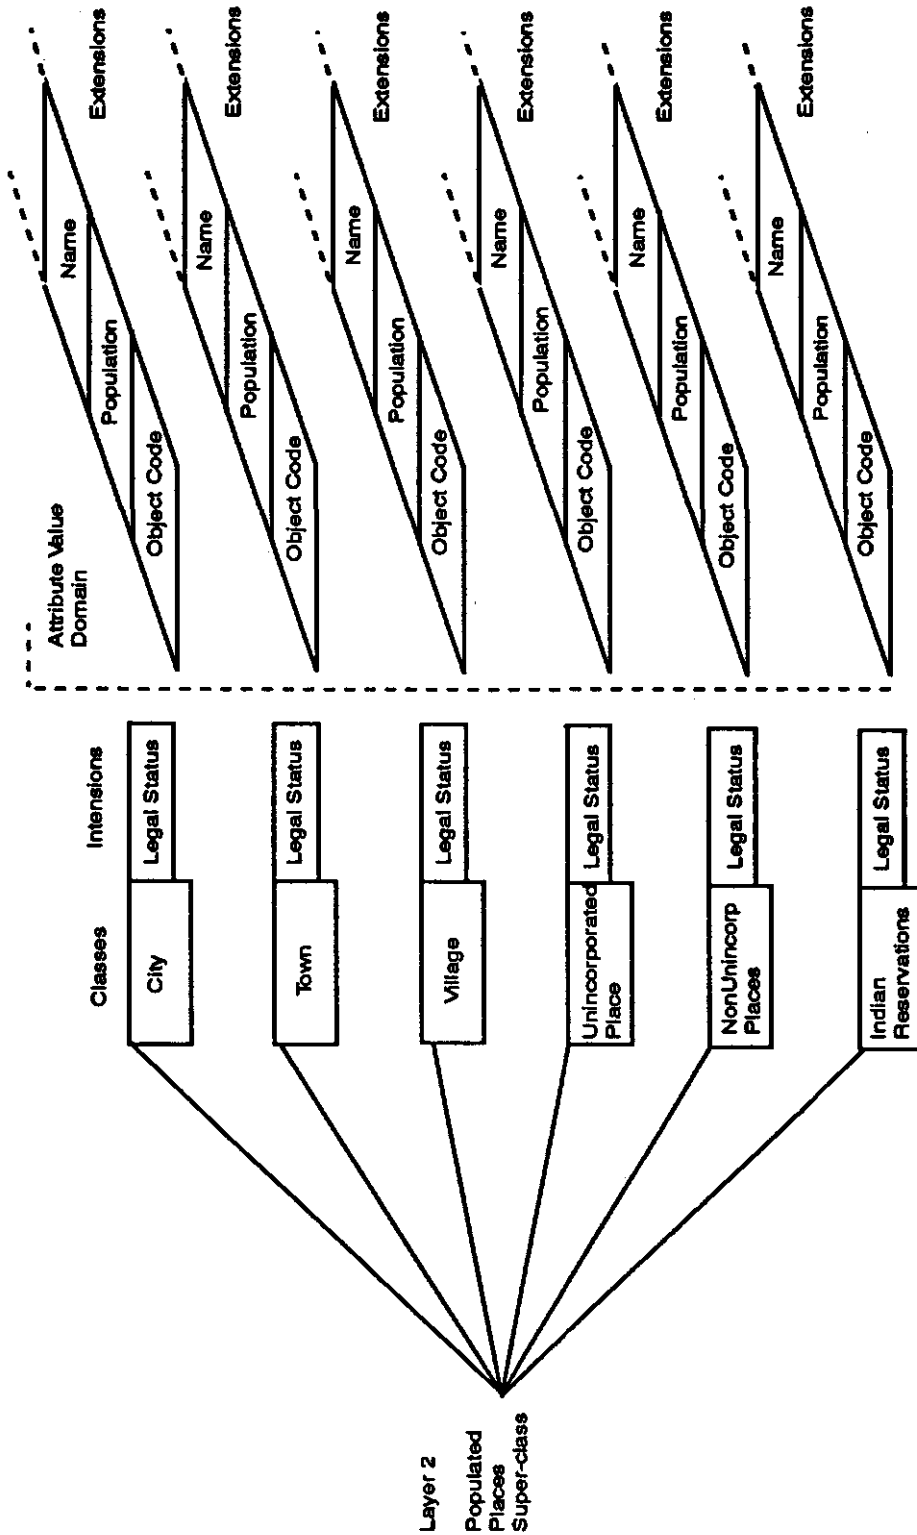 Layer 2
Populated
Places
Super-class
Classes
Intensions
Attribute Value
Domain
City
Legal Status
Object Code
Population
Name
Extensions
Town
Legal Status
Object Code
Population
Name
Extensions
Village
Legal Status
Object Code
Population
Name
Extensions
Unincorporated
Place
Legal Status
Object Code
Population
Name
Extensions
NonUnincorp
Places
Legal Status
Object Code
Population
Name
Extensions
Indian
Reservations
Legal Status
Object Code
Population
Name
Extensions